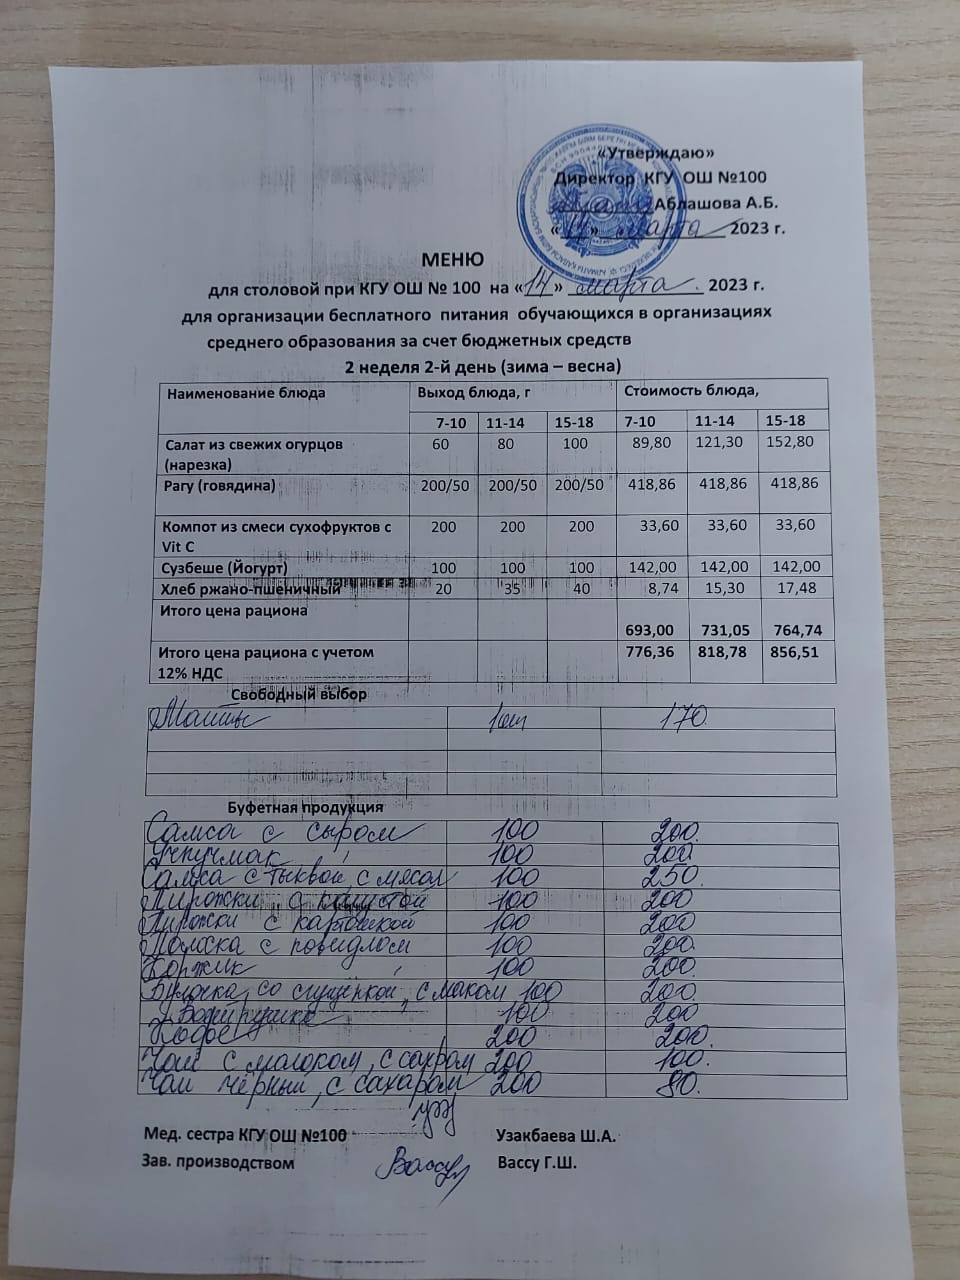 «Утверждаю»
Директор КГУ ОШ №100
Аблашова А.Б.
«14» марта 2023 г.
МЕНЮ
для столовой при КГУ ОШ № 100 на «14» марта 2023 г.
для организации бесплатного питания обучающихся в организациях
среднего образования за счет бюджетных средств
2 неделя 2-й день (зима – весна)
Наименование блюда Выход блюда, г Стоимость блюда,
7-10 11-14 15-18 7-10 11-14 15-18
Салат из свежих огурцов 60 80 100 89,80 121,30 152,80
(нарезка)
Рагу (говядина) 200/50 200/50 200/50 418,86 418,86 418,86
Компот из смеси сухофруктов с 200 200 200 33,60 33,60 33,60
Vit C
Сузбеше (Йогурт) 100 100 100 142,00 142,00 142,00
Хлеб ржано-пшеничный 20 35 40 8,74 15,30 17,48
Итого цена рациона
693,00 731,05 764,74
Итого цена рациона с учетом 776,36 818,78 856,51
12% НДС
Свободный выбор
1шт 170
Буфетная продукция
Самса с сыром 100 200
Учпучмак 100 200
Самса с тыквой, с мясом 100 250
Пирожки с капустой 100 200
Пирожки с картошкой 100 200
Полоска с повидлом 100 200
Коржик 100 200
Булочка со сгущенкой, с маком 100 200
100 200
Кофе 200 200
Чай с молоком, с сахром 200 100
Чай черный, с сахаром 200 80
Мед. сестра КГУ ОШ №100 Узакбаева Ш.А.
Зав. производством Вассу Вассу Г.Ш.